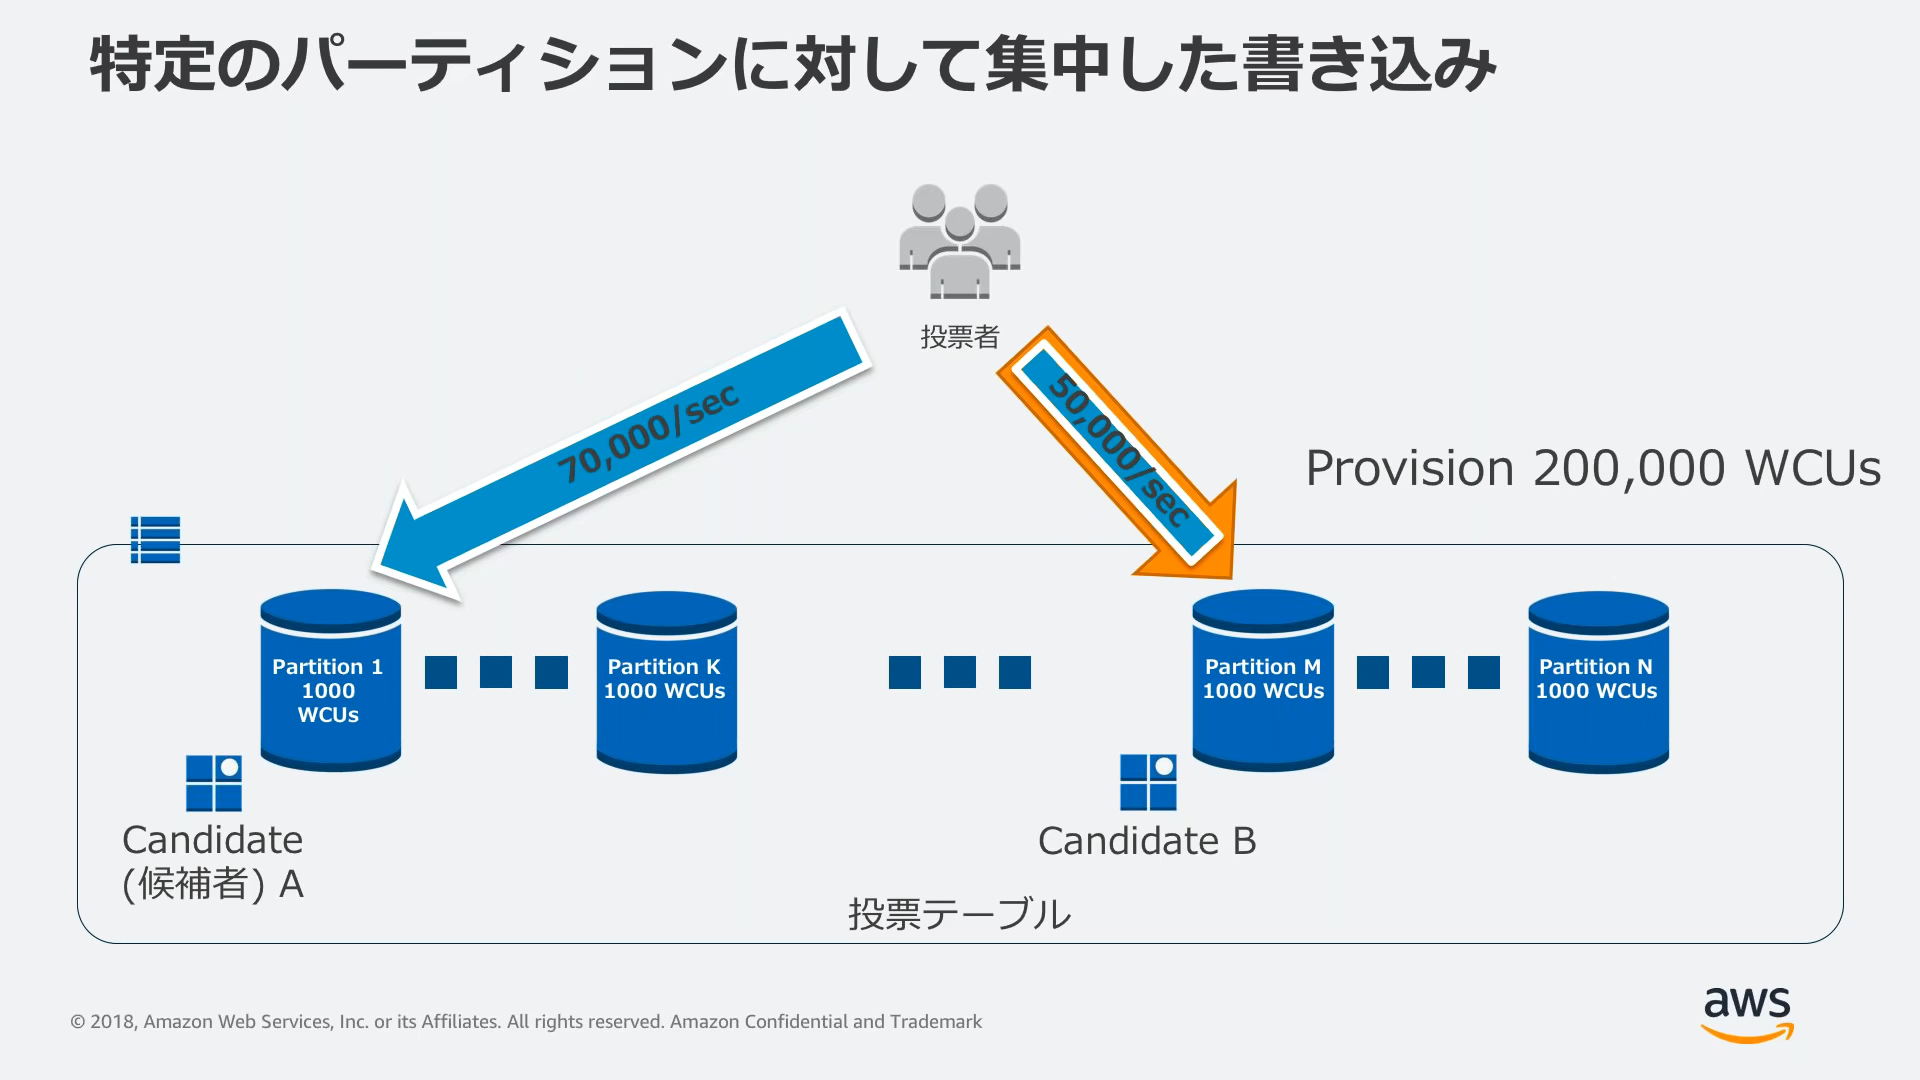 特定のパーティションに対して集中した書き込み
投票者
70,000/sec
50,000/sec
Provision 200,000 WCUs
Partition 1
1000
WCUs
Partition K
1000 WCUs
Partition M
1000 WCUs
Partition N
1000 WCUs
Candidate
(候補者) A
Candidate B
投票テーブル
© 2018, Amazon Web Services, Inc. or its Affiliates. All rights reserved. Amazon Confidential and Trademark
aws